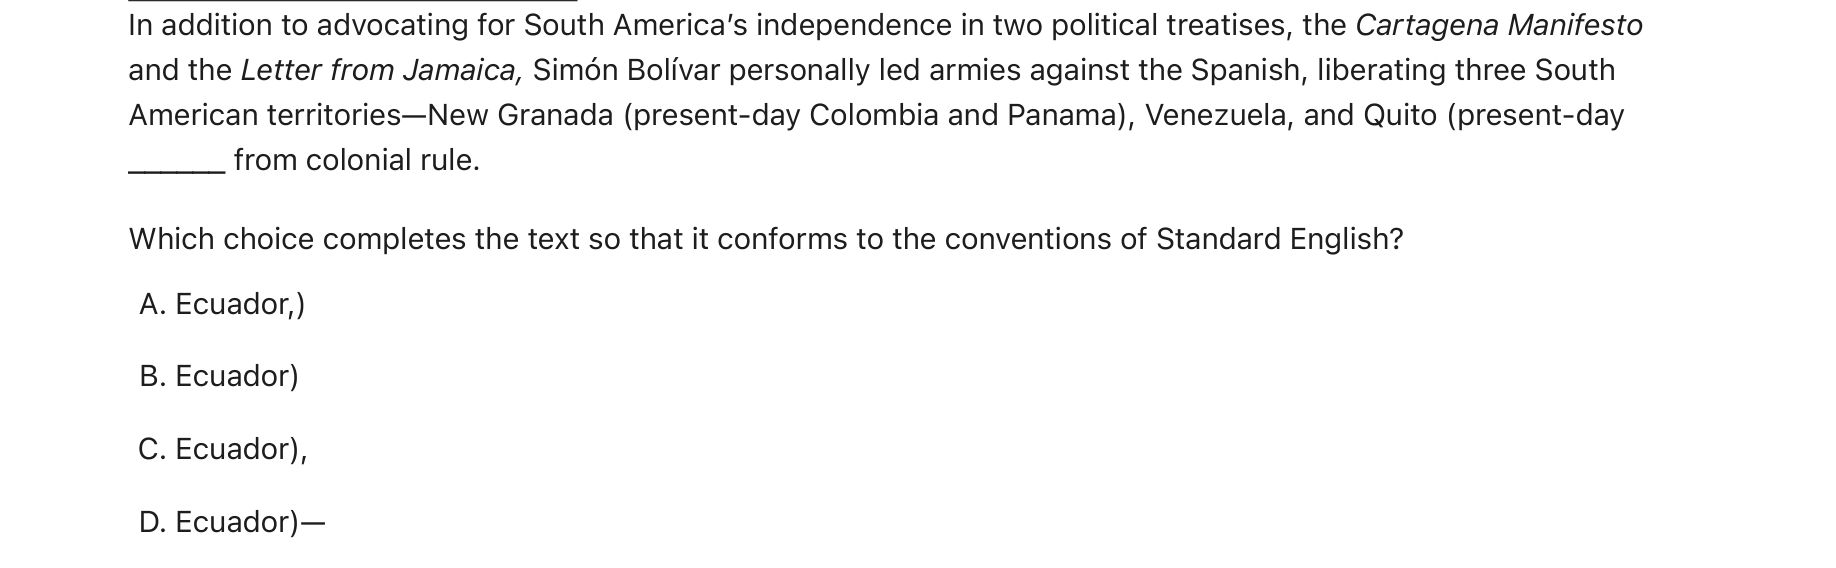 In addition to advocating for South America’s independence in two political treatises, the Cartagena Manifesto
and the Letter from Jamaica, Simón Bolívar personally led armies against the Spanish, liberating three South
American territories—New Granada (present-day Colombia and Panama), Venezuela, and Quito (present-day
______ from colonial rule.
Which choice completes the text so that it conforms to the conventions of Standard English?
A. Ecuador,)
B. Ecuador)
C. Ecuador),
D. Ecuador)—